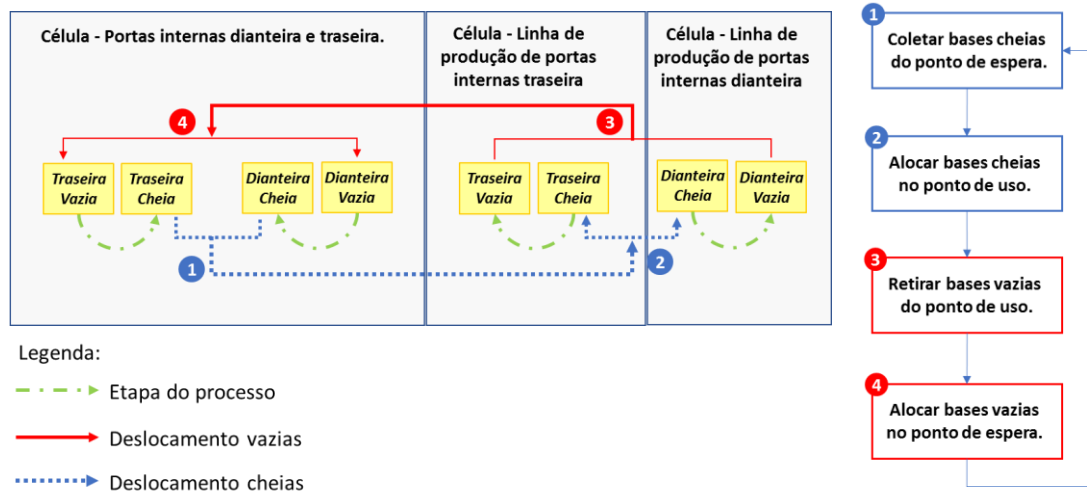 Célula - Portas internas dianteira e traseira.
Célula - Linha de
produção de portas
internas traseira
Célula - Linha de
produção de portas
internas dianteira
4
3
Traseira
Vazia
Traseira
Cheia
Dianteira
Cheia
Dianteira
Vazia
Traseira
Vazia
Traseira
Cheia
Dianteira
Cheia
Dianteira
Vazia
1
2
Legenda:
Etapa do processo
Deslocamento vazias
Deslocamento cheias
1
Coletar bases cheias
do ponto de espera.
2
Alocar bases cheias
no ponto de uso.
3
Retirar bases vazias
do ponto de uso.
4
Alocar bases vazias
no ponto de espera.